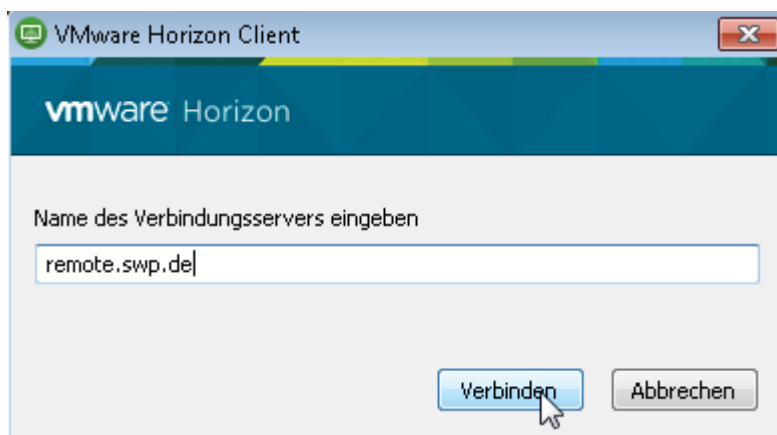 VMware Horizon Client
vmware Horizon
Name des Verbindungsservers eingeben
remote.swp.de
Verbinden Abbrechen